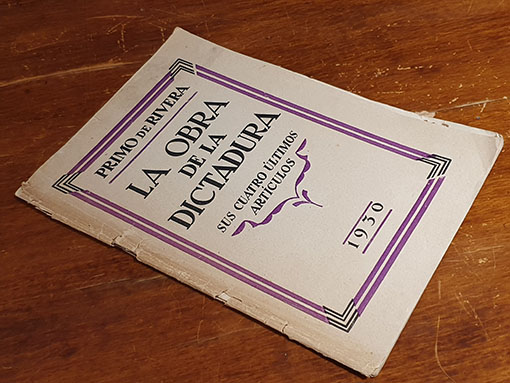 PRIMO DE RIVERA
LA OBRA
DE LA
DICTADURA
SUS CUATRO ÚLTIMOS
ARTÍCULOS
1930